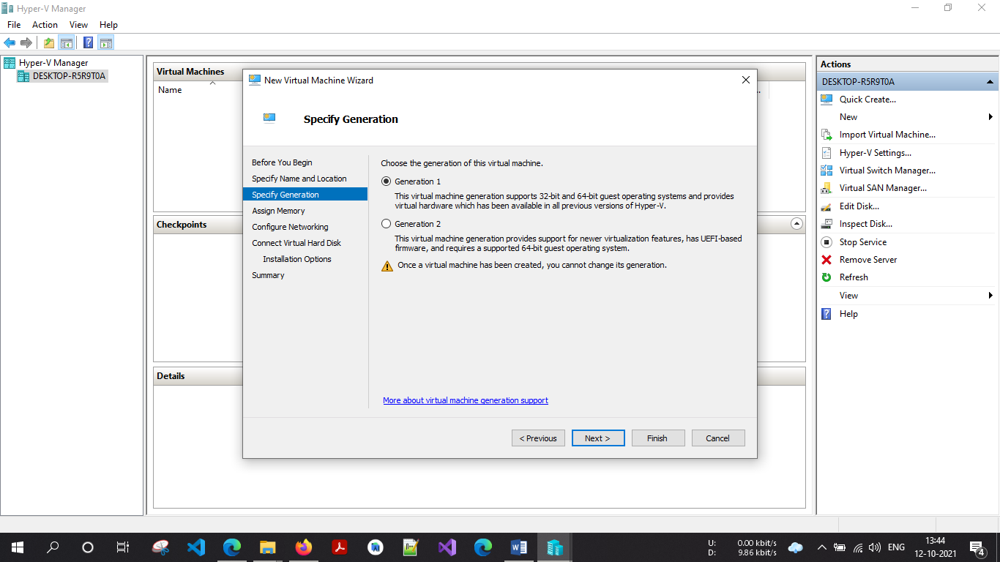 Hyper-V Manager
File Action View Help
Hyper-V Manager
DESKTOP-R5R9T0A
Virtual Machines
Name
..
Checkpoints
Details
New Virtual Machine Wizard
Specify Generation
Before You Begin
Specify Name and Location
Specify Generation
Assign Memory
Configure Networking
Connect Virtual Hard Disk
Installation Options
Summary
Choose the generation of this virtual machine.
Generation 1
This virtual machine generation supports 32-bit and 64-bit guest operating systems and provides
virtual hardware which has been available in all previous versions of Hyper-V.
Generation 2
This virtual machine generation provides support for newer virtualization features, has UEFI-based
firmware, and requires a supported 64-bit guest operating system.
Once a virtual machine has been created, you cannot change its generation.
More about virtual machine generation support
< Previous Next > Finish Cancel
Actions
DESKTOP-R5R9T0A
Quick Create...
New
Import Virtual Machine...
Hyper-V Settings...
Virtual Switch Manager...
Virtual SAN Manager...
Edit Disk...
Inspect Disk...
Stop Service
Remove Server
Refresh
View
Help
U: 0.00 kbit/s
D: 9.86 kbit/s
ENG
13:44
12-10-2021
4